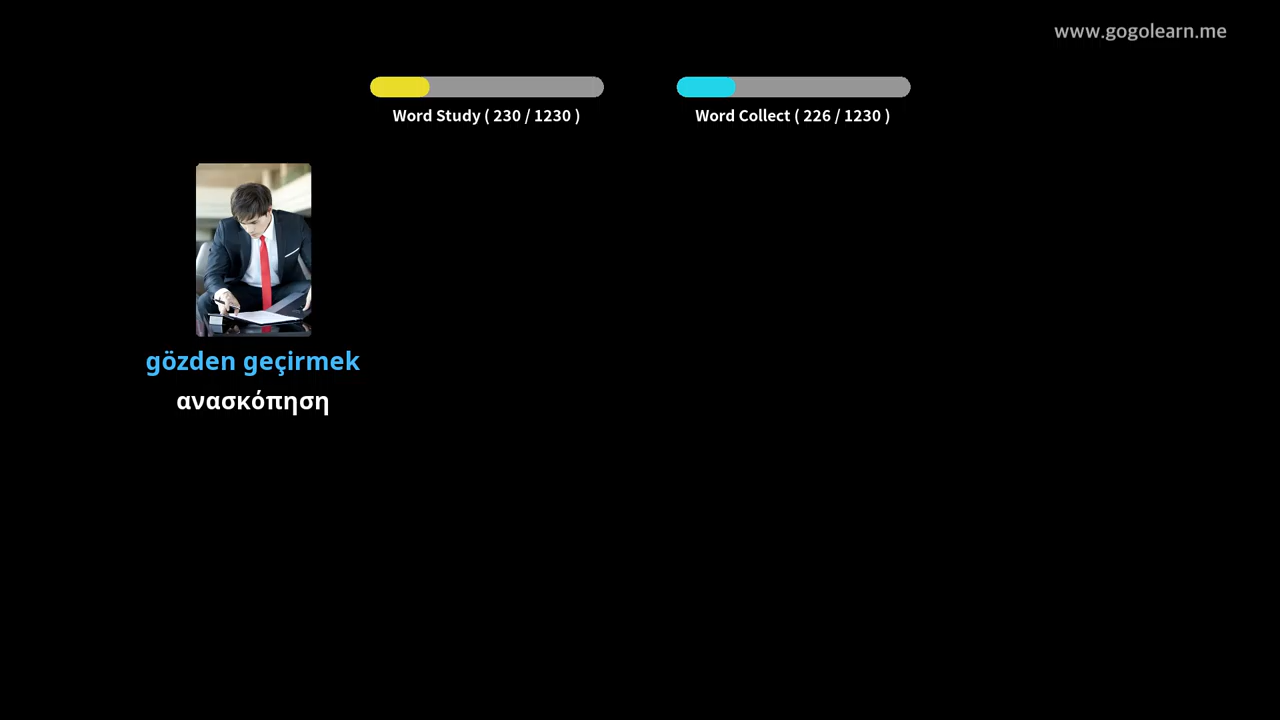 www.gogolearn.me
Word Study ( 230 / 1230 )
Word Collect ( 226 / 1230 )
gözden geçirmek
ανασκόπηση